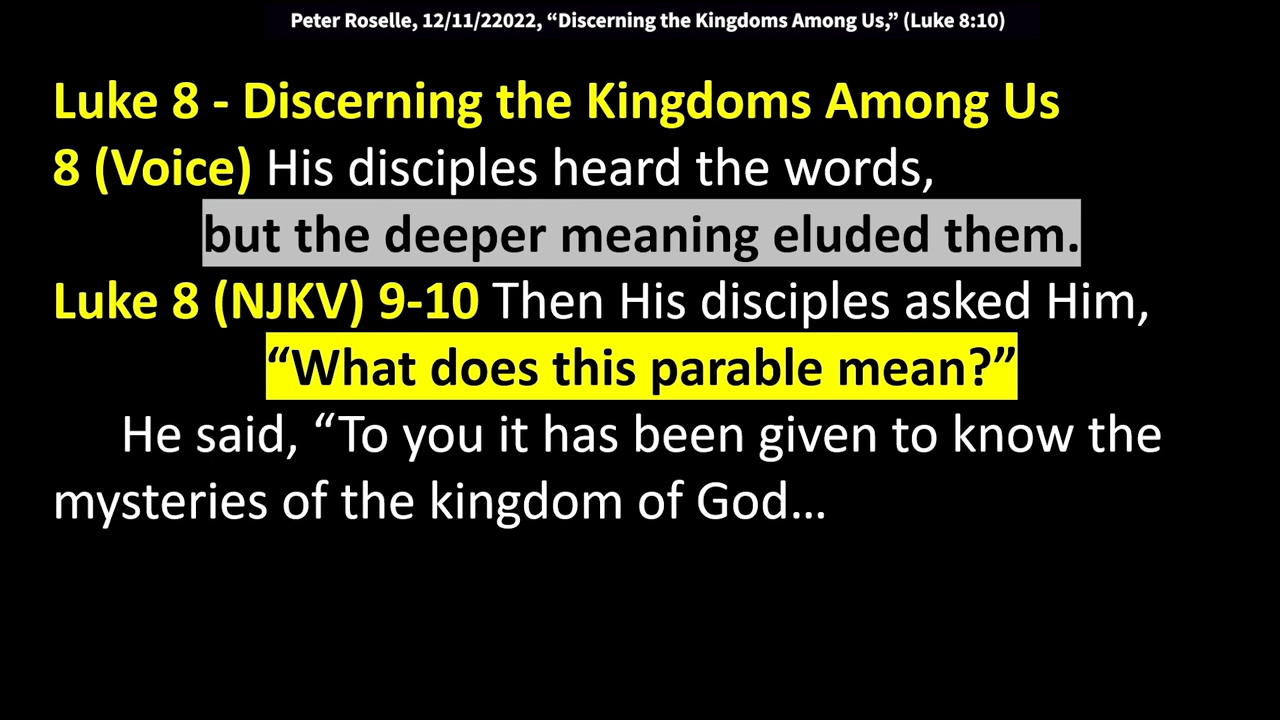 Peter Roselle, 12/11/22022, “Discerning the Kingdoms Among Us,” (Luke 8:10)
Luke 8 - Discerning the Kingdoms Among Us
8 (Voice) His disciples heard the words,
but the deeper meaning eluded them.
Luke 8 (NJKV) 9-10 Then His disciples asked Him,
“What does this parable mean?”
He said, “To you it has been given to know the
mysteries of the kingdom of God...